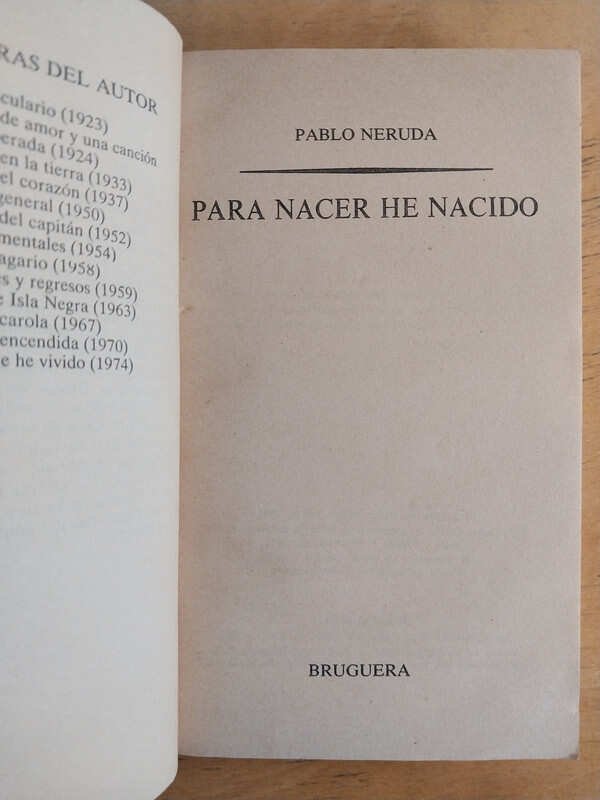 RAS DEL AUTOR
culario (1923)
de amor y una canción
erada (1924)
en la tierra (1933)
el corazón (1937)
general (1950)
del capitán (1952)
mentales (1954)
agario (1958)
s y regresos (1959)
e Isla Negra (1963)
carola (1967)
encendida (1970)
e he vivido (1974)
PABLO NERUDA
PARA NACER HE NACIDO
BRUGUERA